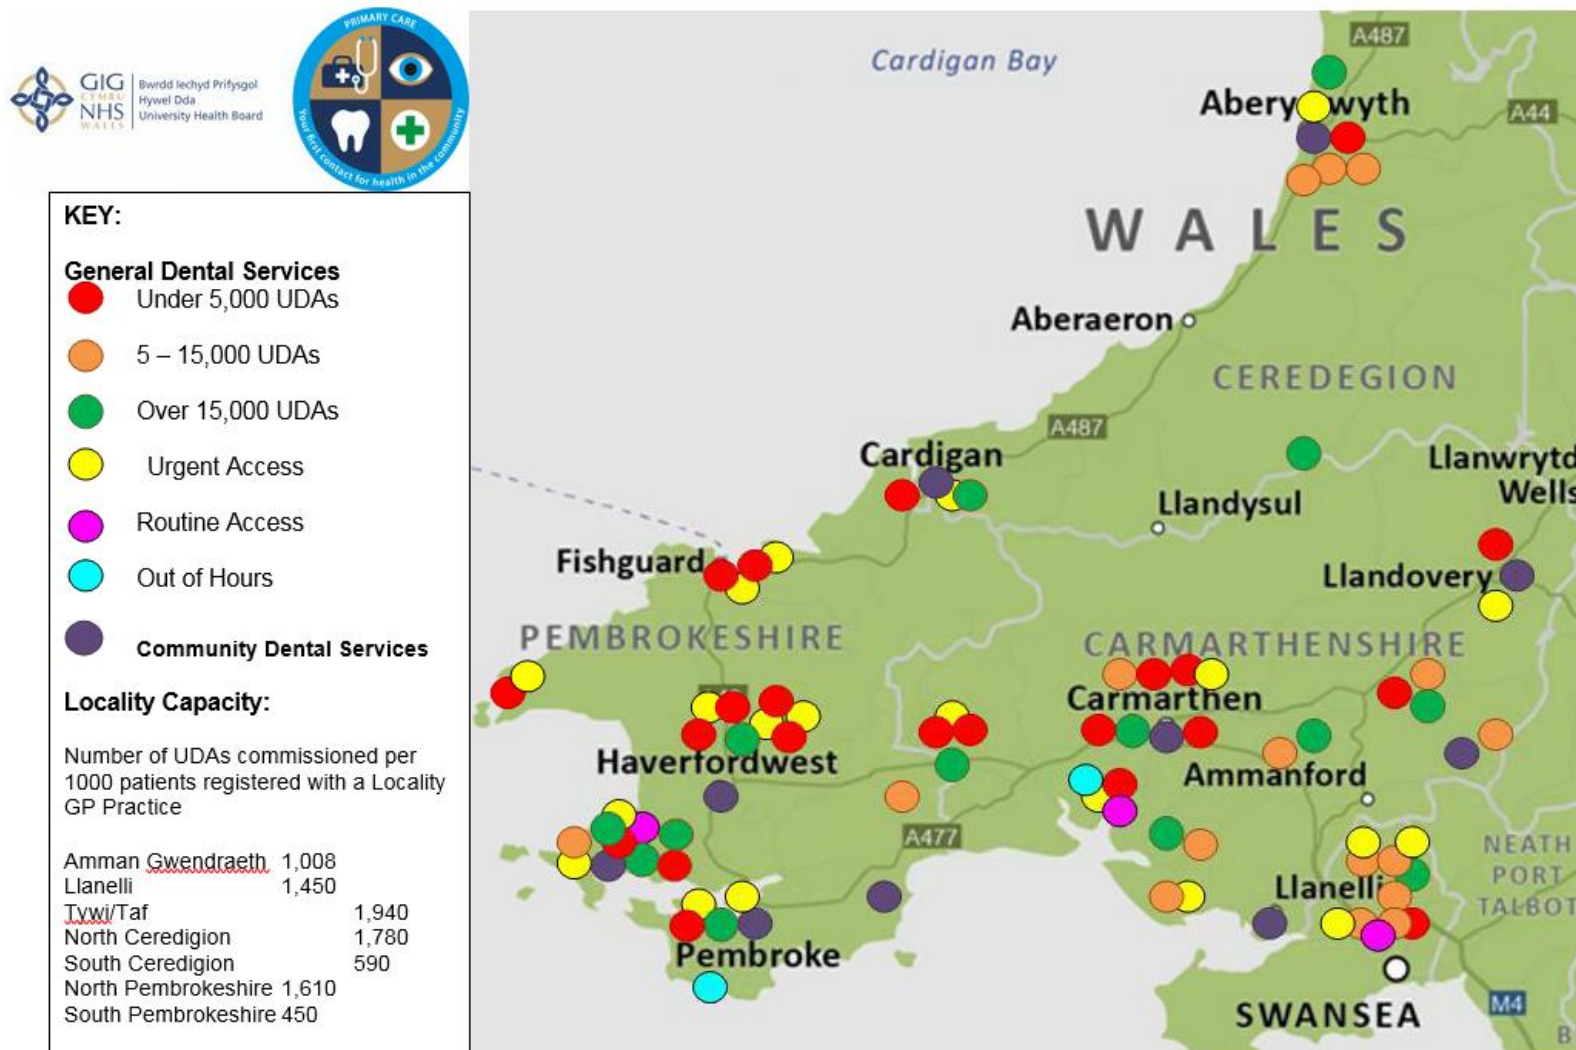 GIG
CYMRU
NHS
WALES
Bwrdd Iechyd Prifysgol
Hywel Dda
University Health Board
PRIMARY CARE
Your first contact for health in the community
KEY:
General Dental Services
Under 5,000 UDAs
5 – 15,000 UDAs
Over 15,000 UDAs
Urgent Access
Routine Access
Out of Hours
Community Dental Services
Locality Capacity:
Number of UDAs commissioned per
1000 patients registered with a Locality
GP Practice
Amman Gwendraeth 1,008
Llanelli 1,450
Tywi/Taf 1,940
North Ceredigion 1,780
South Ceredigion 590
North Pembrokeshire 1,610
South Pembrokeshire 450
A487
Cardigan Bay
A44
WALES
Aberaeron
CEREDEGION
A487
Cardigan
Llanwrytd
Wells
Llandysul
Fishguard
Llandovery
PEMBROKESHIRE
CARMARTHENSHIRE
Carmarthen
Haverfordwest
Ammanford
A477
NEATH
PORT
TALBOT
Llanelli
Pembroke
SWANSEA
M4
B